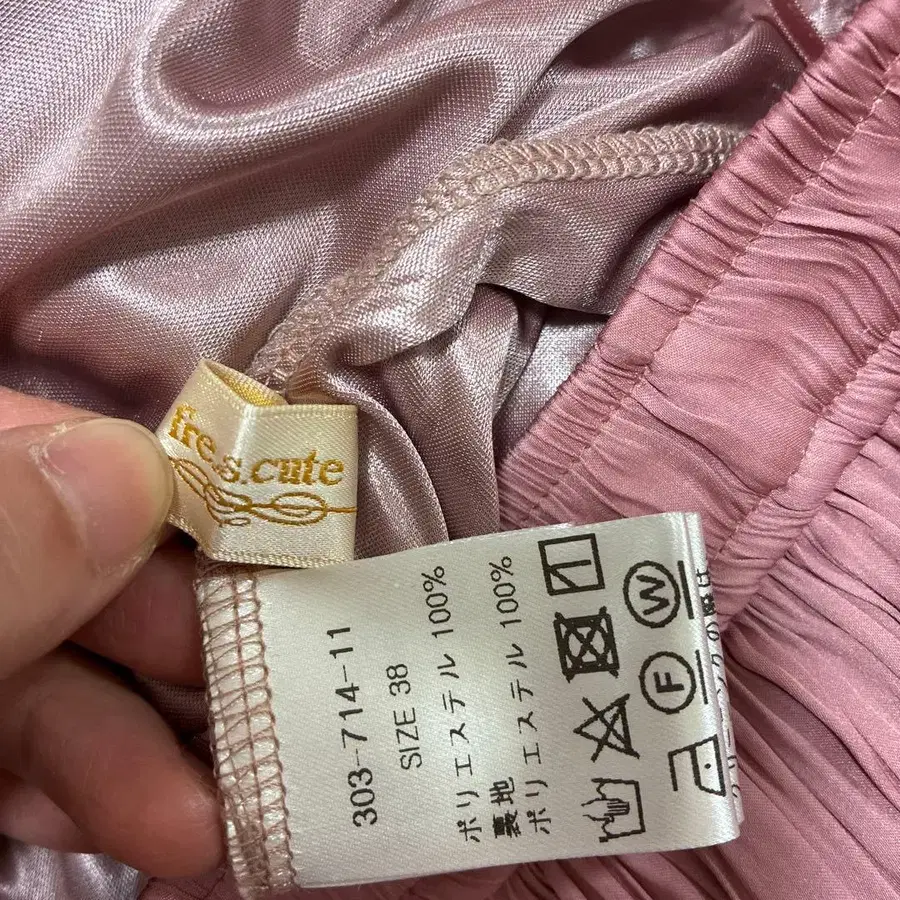 fre.s.cute
303-714-11
SIZE 38
ポリエステル 100%
裏地
ポリエステル 100%
W
F